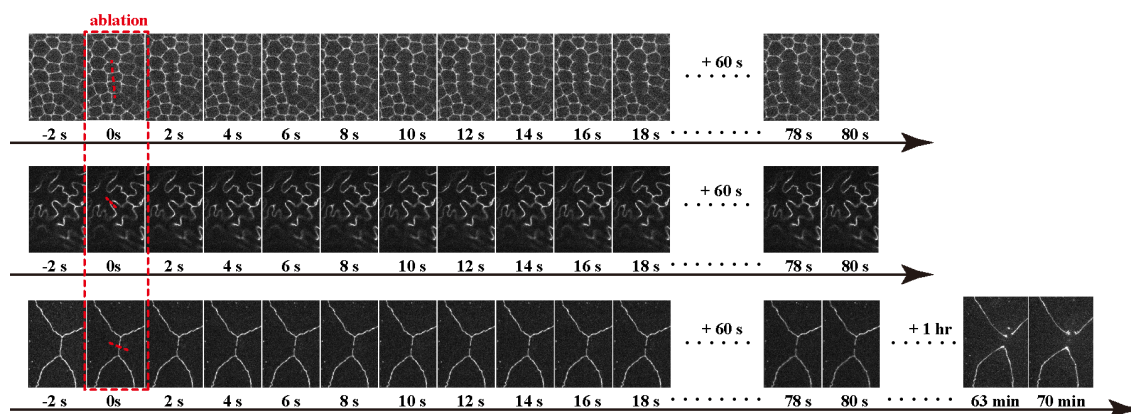 ablation
+ 60 s
-2 s 0s 2 s 4 s 6 s 8 s 10 s 12 s 14 s 16 s 18 s 78 s 80 s
+ 60 s
-2 s 0s 2 s 4 s 6 s 8 s 10 s 12 s 14 s 16 s 18 s 78 s 80 s
+ 60 s + 1 hr
-2 s 0s 2 s 4 s 6 s 8 s 10 s 12 s 14 s 16 s 18 s 78 s 80 s 63 min 70 min